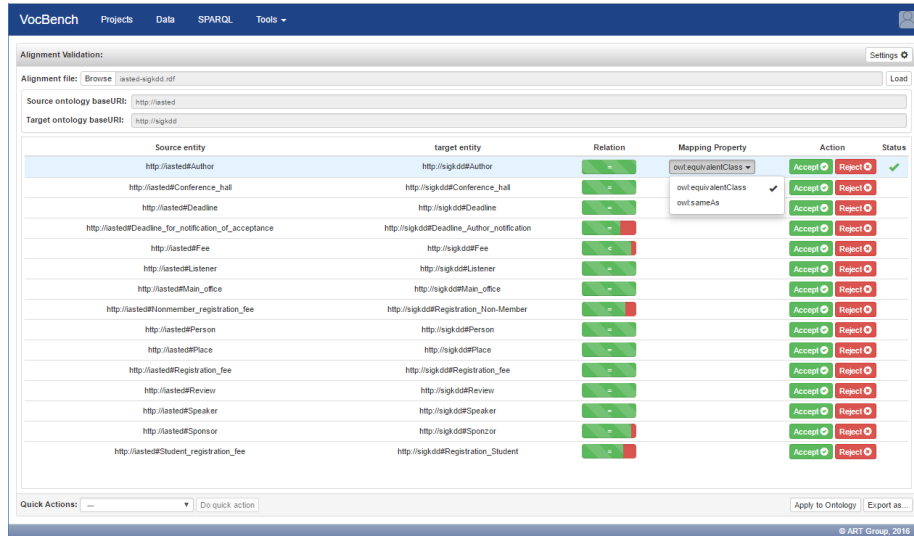 VocBench Projects Data SPARQL Tools
Alignment Validation: Settings
Alignment file: Browse iasted-sigkdd.rdf Load
Source ontology baseURI: http://iasted
Target ontology baseURI: http://sigkdd
Source entity target entity Relation Mapping Property Action Status
http://iasted#Author http://sigkdd#Author = owl:equivalentClass Accept Reject
http://iasted#Conference_hall http://sigkdd#Conference_hall owl:equivalentClass Accept Reject
http://iasted#Deadline http://sigkdd#Deadline = owl:sameAs Accept Reject
http://iasted#Deadline_for_notification_of_acceptance http://sigkdd#Deadline_Author_notification = Accept Reject
http://iasted#Fee http://sigkdd#Fee < Accept Reject
http://iasted#Listener http://sigkdd#Listener = Accept Reject
http://iasted#Main_office http://sigkdd#Main_office = Accept Reject
http://iasted#Nonmember_registration_fee http://sigkdd#Registration_Non-Member = Accept Reject
http://iasted#Person http://sigkdd#Person = Accept Reject
http://iasted#Place http://sigkdd#Place = Accept Reject
http://iasted#Registration_fee http://sigkdd#Registration_fee = Accept Reject
http://iasted#Review http://sigkdd#Review = Accept Reject
http://iasted#Speaker http://sigkdd#Speaker = Accept Reject
http://iasted#Sponsor http://sigkdd#Sponzor = Accept Reject
http://iasted#Student_registration_fee http://sigkdd#Registration_Student = Accept Reject
Quick Actions: --- Do quick action Apply to Ontology Export as...
© ART Group, 2016